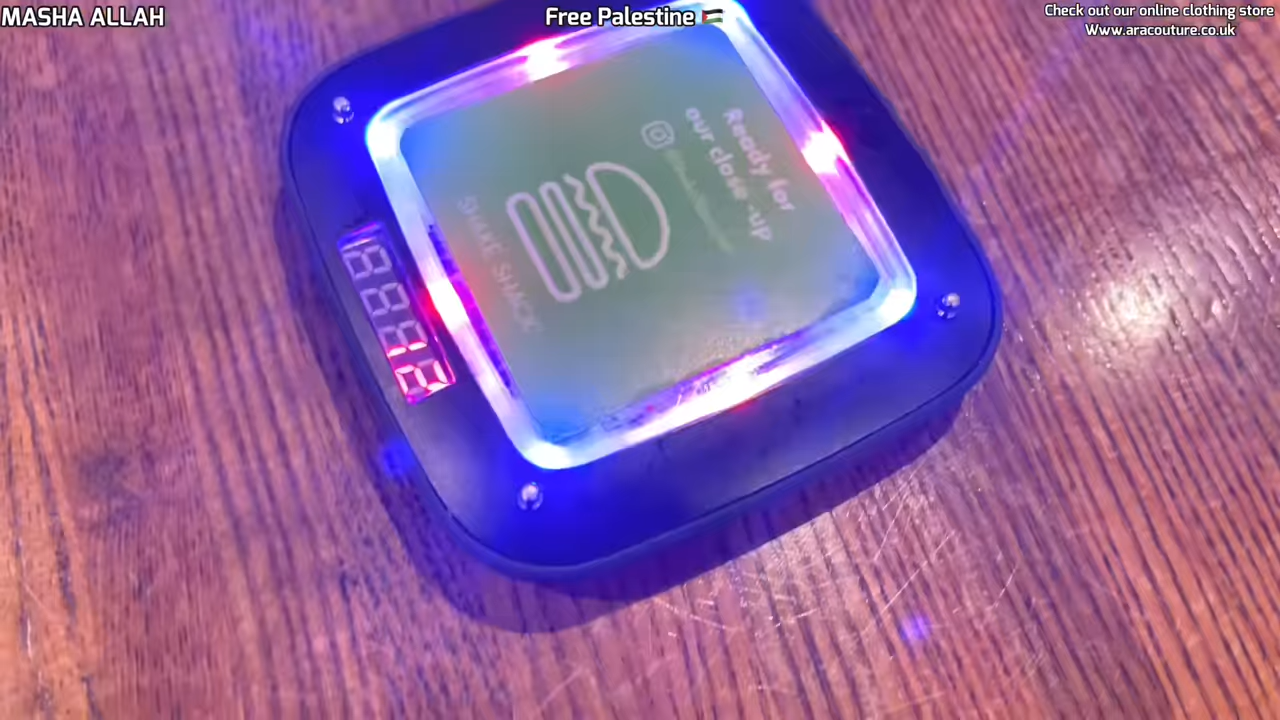 MASHA ALLAH
Free Palestine 🇵🇸
Check out our online clothing store
Www.aracouture.co.uk
Ready for
our close-up
SHAKE SHACK